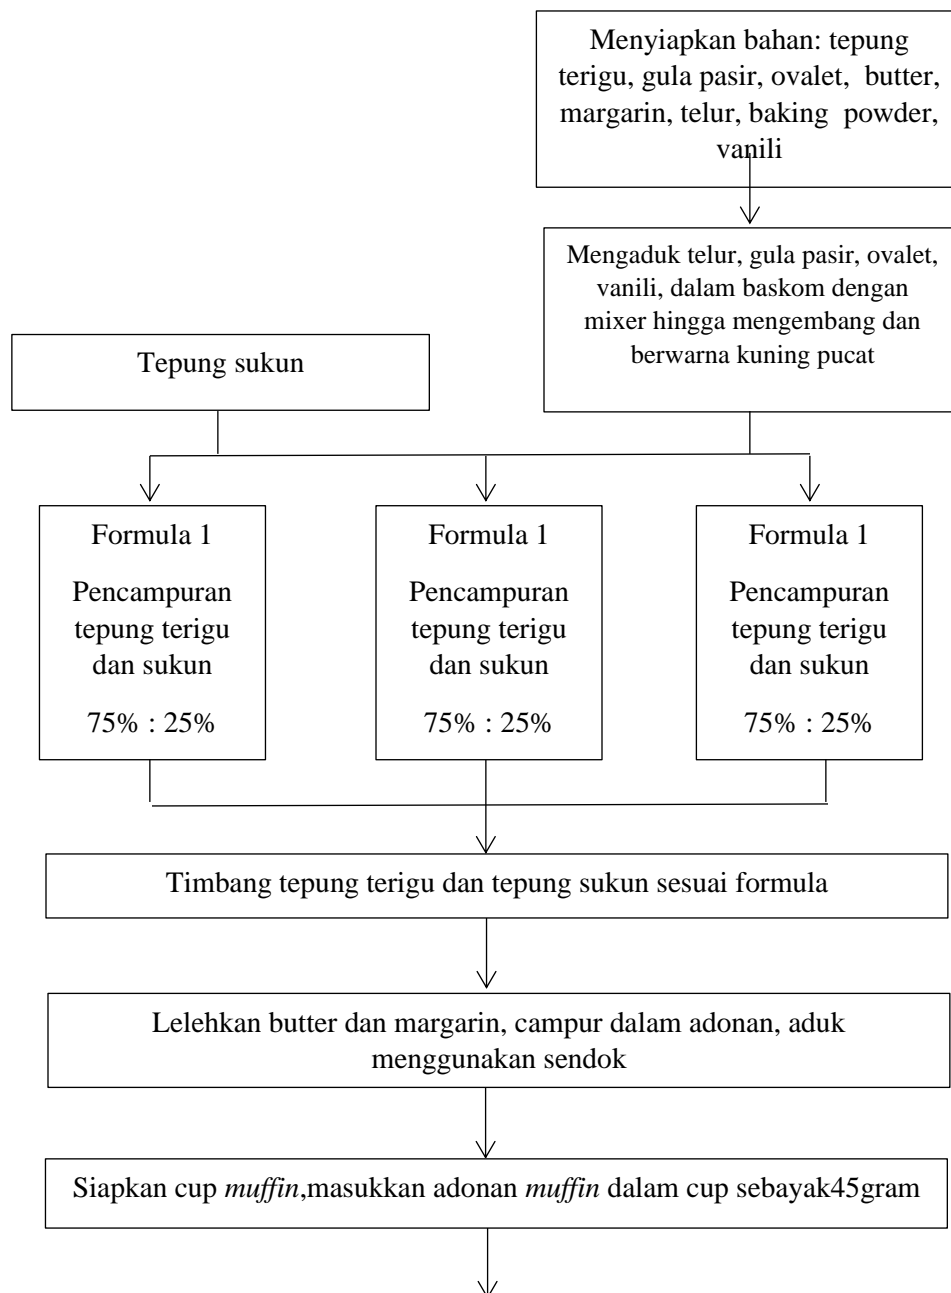 Menyiapkan bahan: tepung
terigu, gula pasir, ovalet, butter,
margarin, telur, baking powder,
vanili
Mengaduk telur, gula pasir, ovalet,
vanili, dalam baskom dengan
mixer hingga mengembang dan
berwarna kuning pucat
Tepung sukun
Formula 1
Pencampuran
tepung terigu
dan sukun
75% : 25%
Formula 1
Pencampuran
tepung terigu
dan sukun
75% : 25%
Formula 1
Pencampuran
tepung terigu
dan sukun
75% : 25%
Timbang tepung terigu dan tepung sukun sesuai formula
Lelehkan butter dan margarin, campur dalam adonan, aduk
menggunakan sendok
Siapkan cup muffin,masukkan adonan muffin dalam cup sebayak45gram